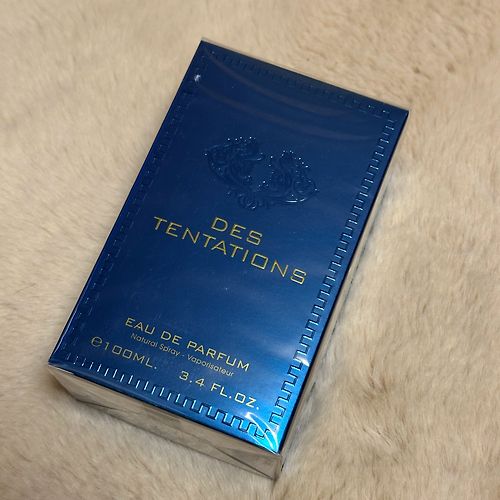 DES
TENTATIONS
EAU DE PARFUM
Natural Spray - Vaporisateur
℮100ML. 3.4 FL.OZ.